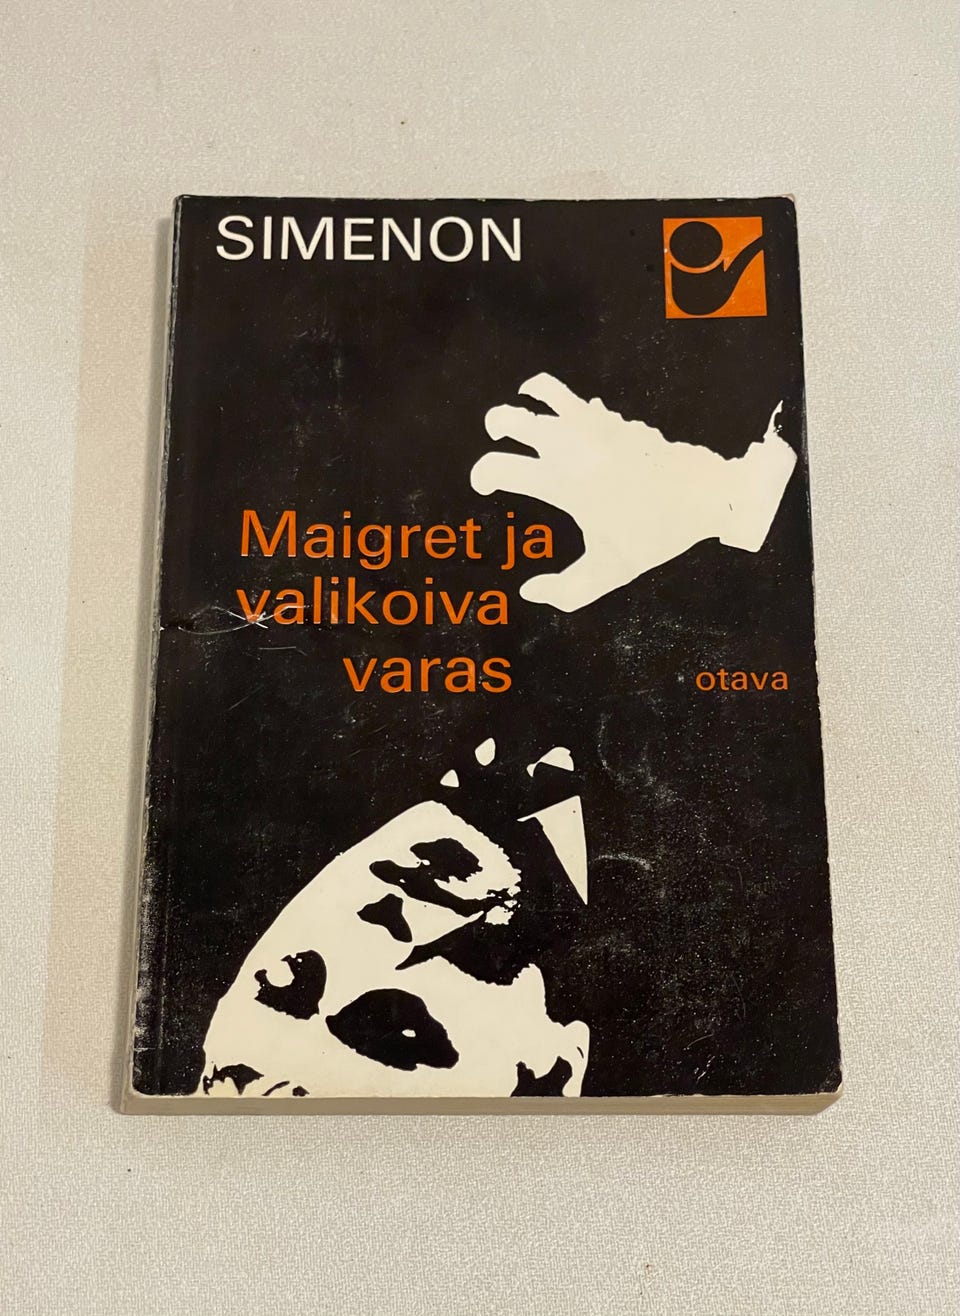 SIMENON
Maigret ja
valikoiva
varas
otava